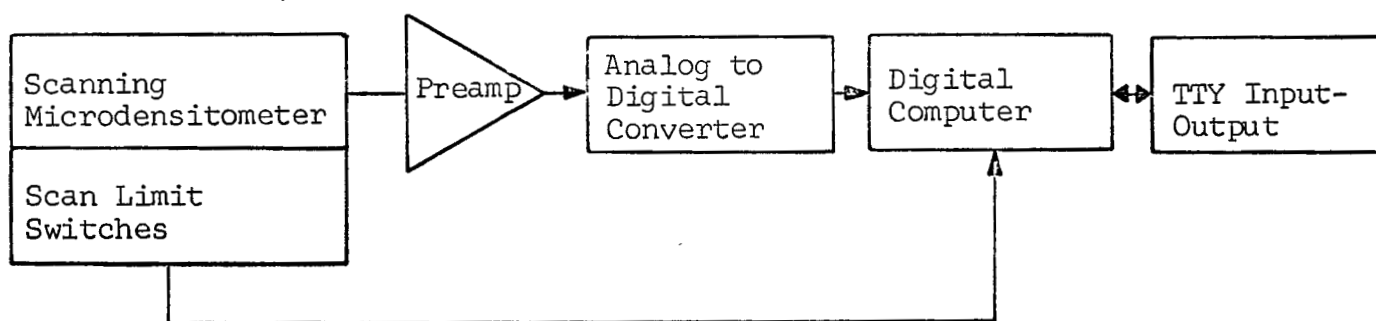 Scanning
Microdensitometer
Scan Limit
Switches
Preamp
Analog to
Digital
Converter
Digital
Computer
TTY Input-
Output